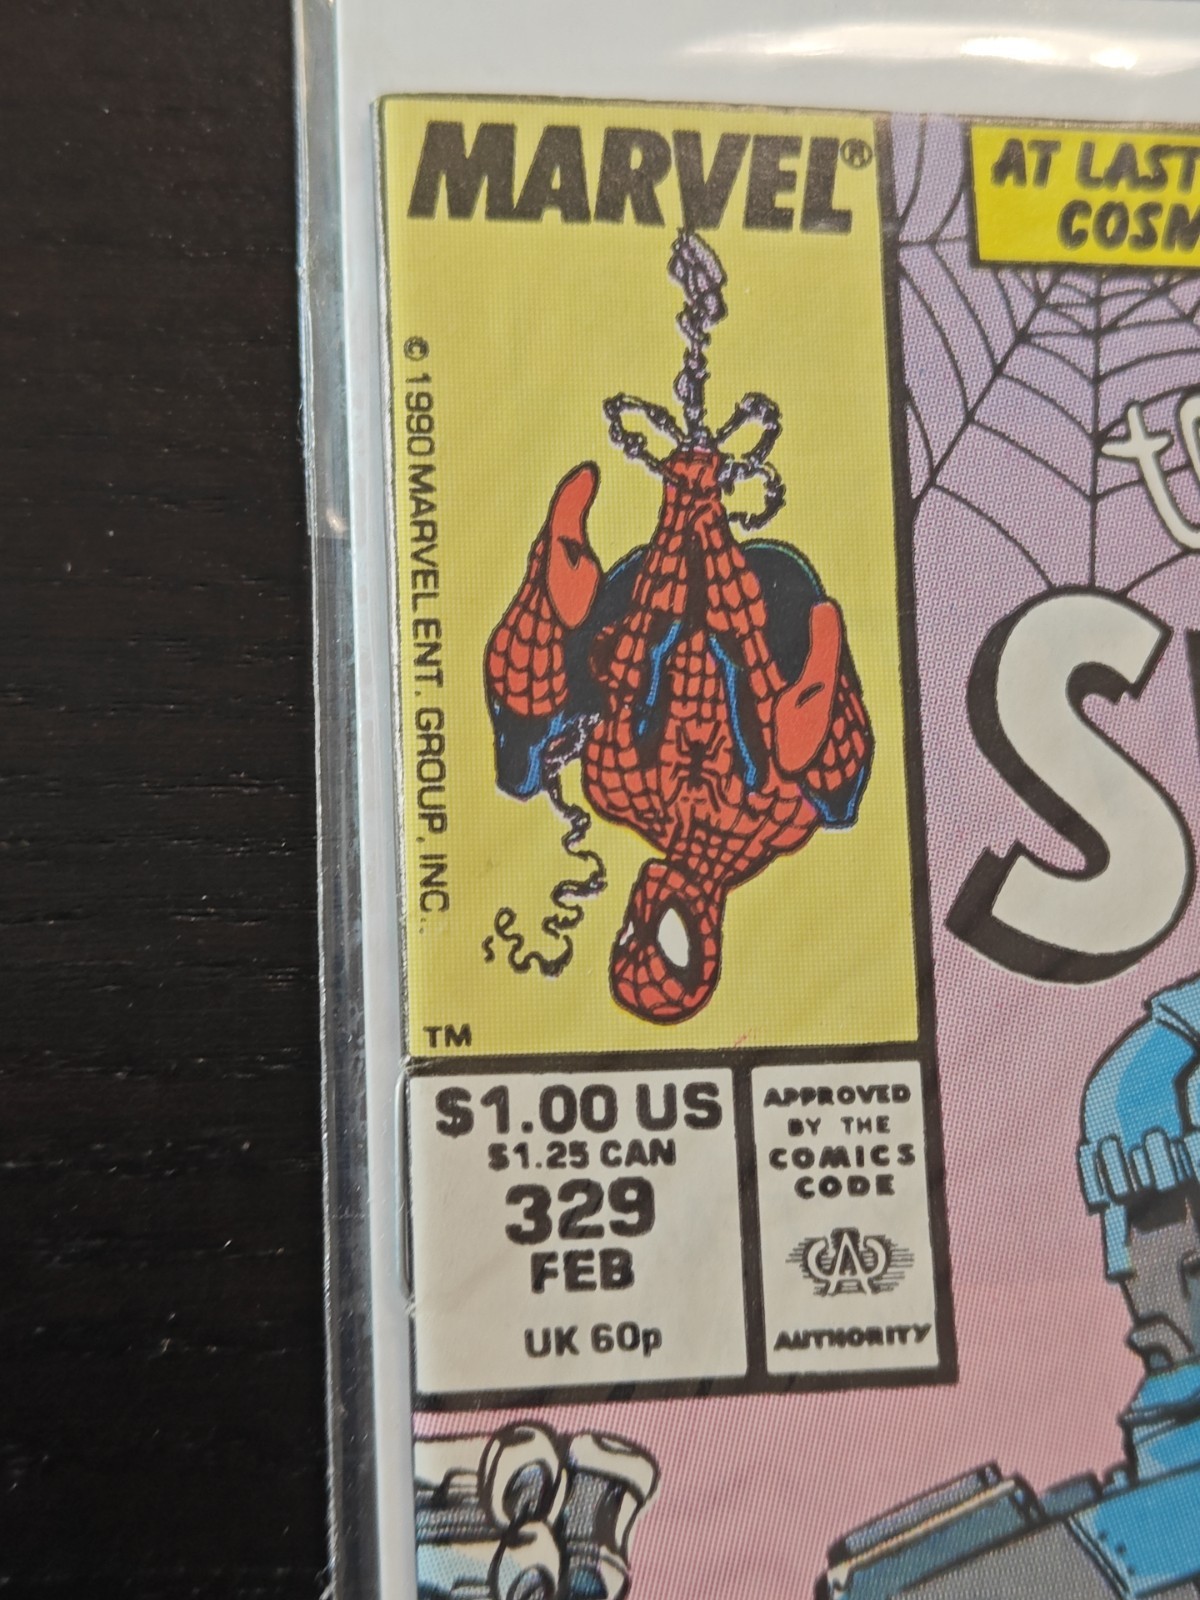 MARVEL®
AT LAST
© 1990 MARVEL ENT. GROUP, INC.
TM
$1.00 US
$1.25 CAN
329
FEB
UK 60p
APPROVED
BY THE
COMICS
CODE
CA
AUTHORITY